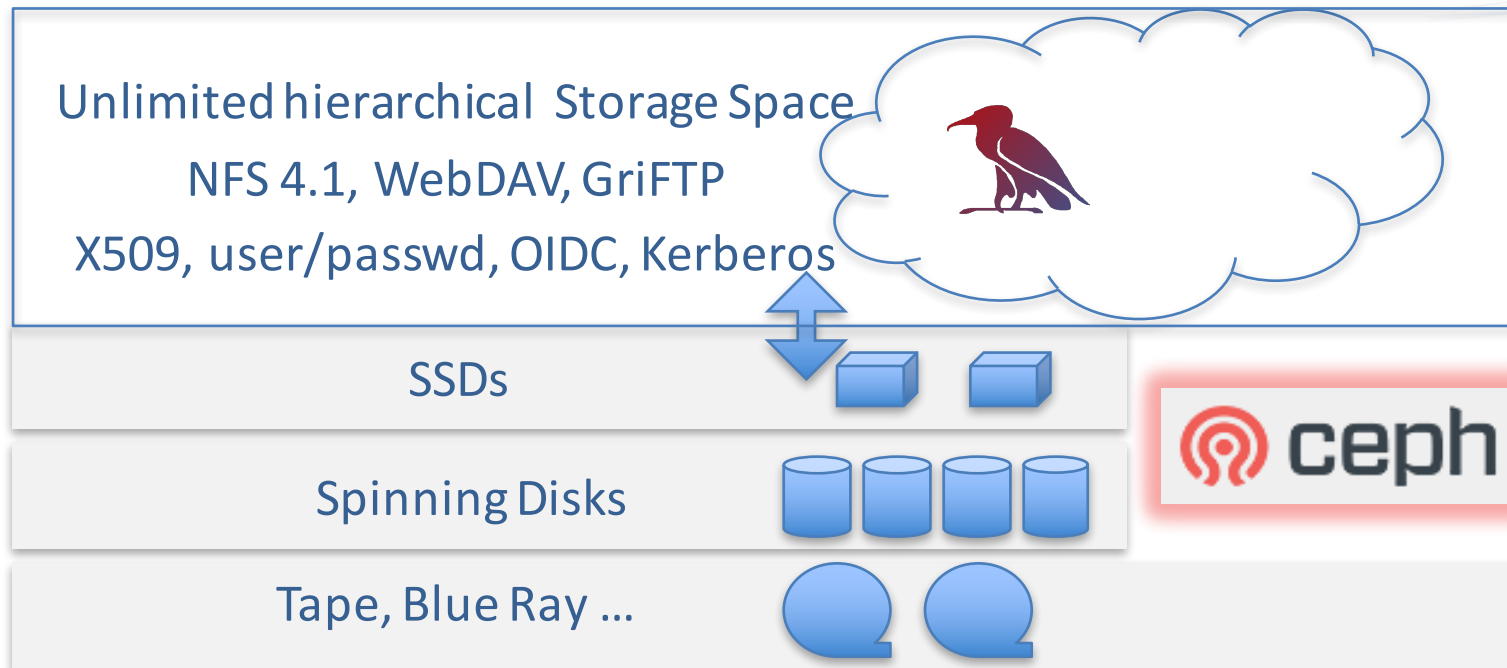 Unlimited hierarchical Storage Space
NFS 4.1, WebDAV, GriFTP
X509, user/passwd, OIDC, Kerberos
SSDs
ceph
Spinning Disks
Tape, Blue Ray ...